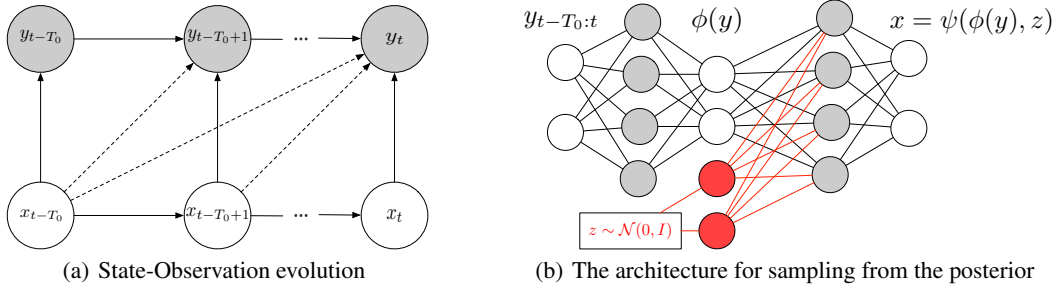 y_{t−T_0} y_{t−T_0+1} ... y_t
x_{t−T_0} x_{t−T_0+1} ... x_t
(a) State-Observation evolution
y_{t−T_0:t} ϕ(y) x = ψ(ϕ(y), z)
z ∼ 𝒩(0, I)
(b) The architecture for sampling from the posterior